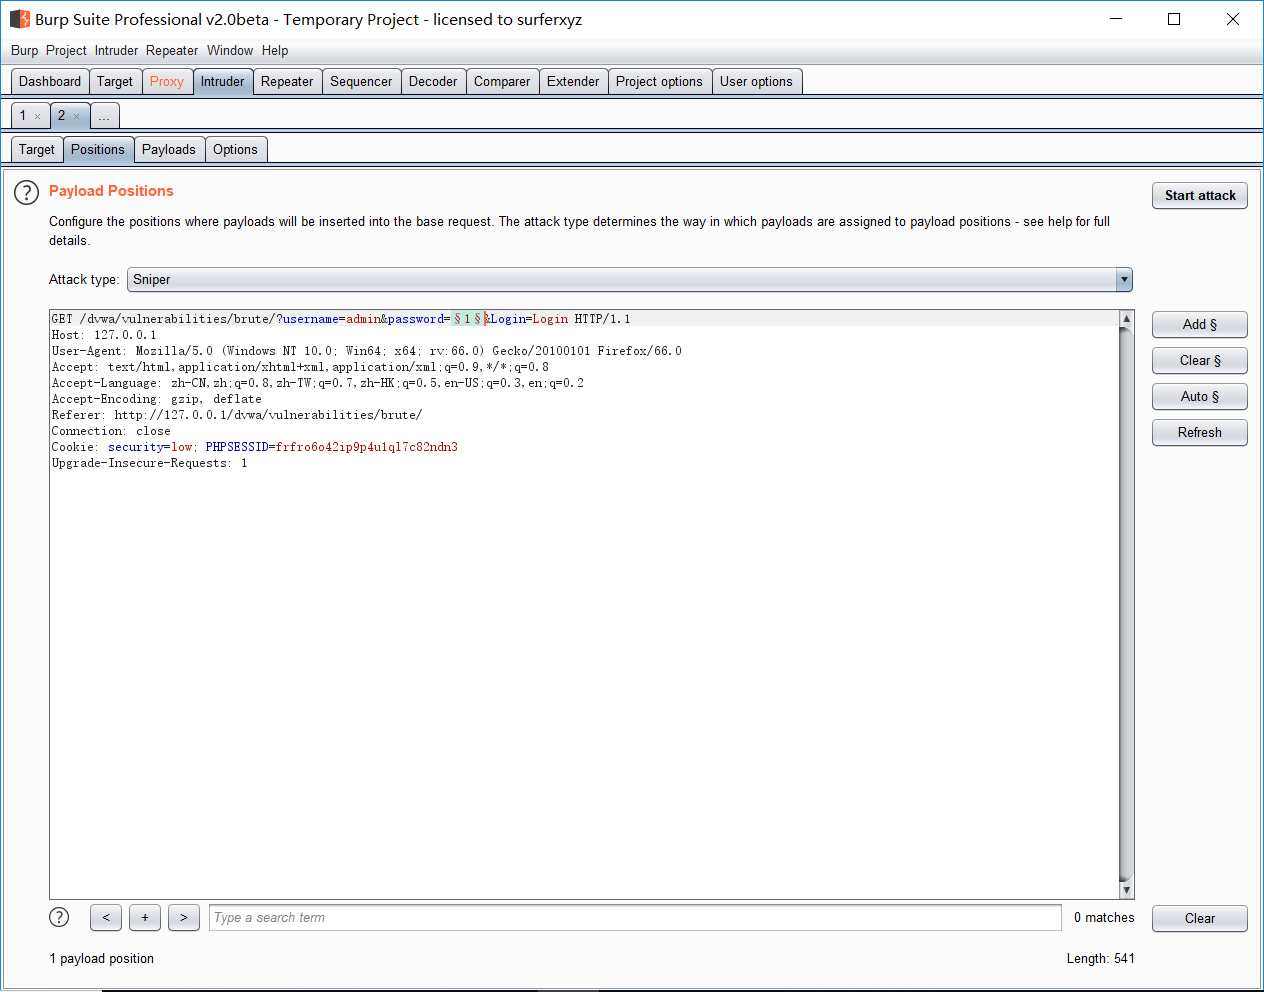 Burp Suite Professional v2.0beta - Temporary Project - licensed to surferxyz
Burp Project Intruder Repeater Window Help
Dashboard Target Proxy Intruder Repeater Sequencer Decoder Comparer Extender Project options User options
1 × 2 × ...
Target Positions Payloads Options
? Payload Positions
Start attack
Configure the positions where payloads will be inserted into the base request. The attack type determines the way in which payloads are assigned to payload positions - see help for full
details.
Attack type: Sniper
GET /dvwa/vulnerabilities/brute/?username=admin&password=§1§&Login=Login HTTP/1.1
Host: 127.0.0.1
User-Agent: Mozilla/5.0 (Windows NT 10.0; Win64; x64; rv:66.0) Gecko/20100101 Firefox/66.0
Accept: text/html,application/xhtml+xml,application/xml;q=0.9,*/*;q=0.8
Accept-Language: zh-CN,zh;q=0.8,zh-TW;q=0.7,zh-HK;q=0.5,en-US;q=0.3,en;q=0.2
Accept-Encoding: gzip, deflate
Referer: http://127.0.0.1/dvwa/vulnerabilities/brute/
Connection: close
Cookie: security=low; PHPSESSID=frfro6o42ip9p4u1ql7c82ndn3
Upgrade-Insecure-Requests: 1
Add §
Clear §
Auto §
Refresh
? < + > Type a search term 0 matches Clear
1 payload position Length: 541